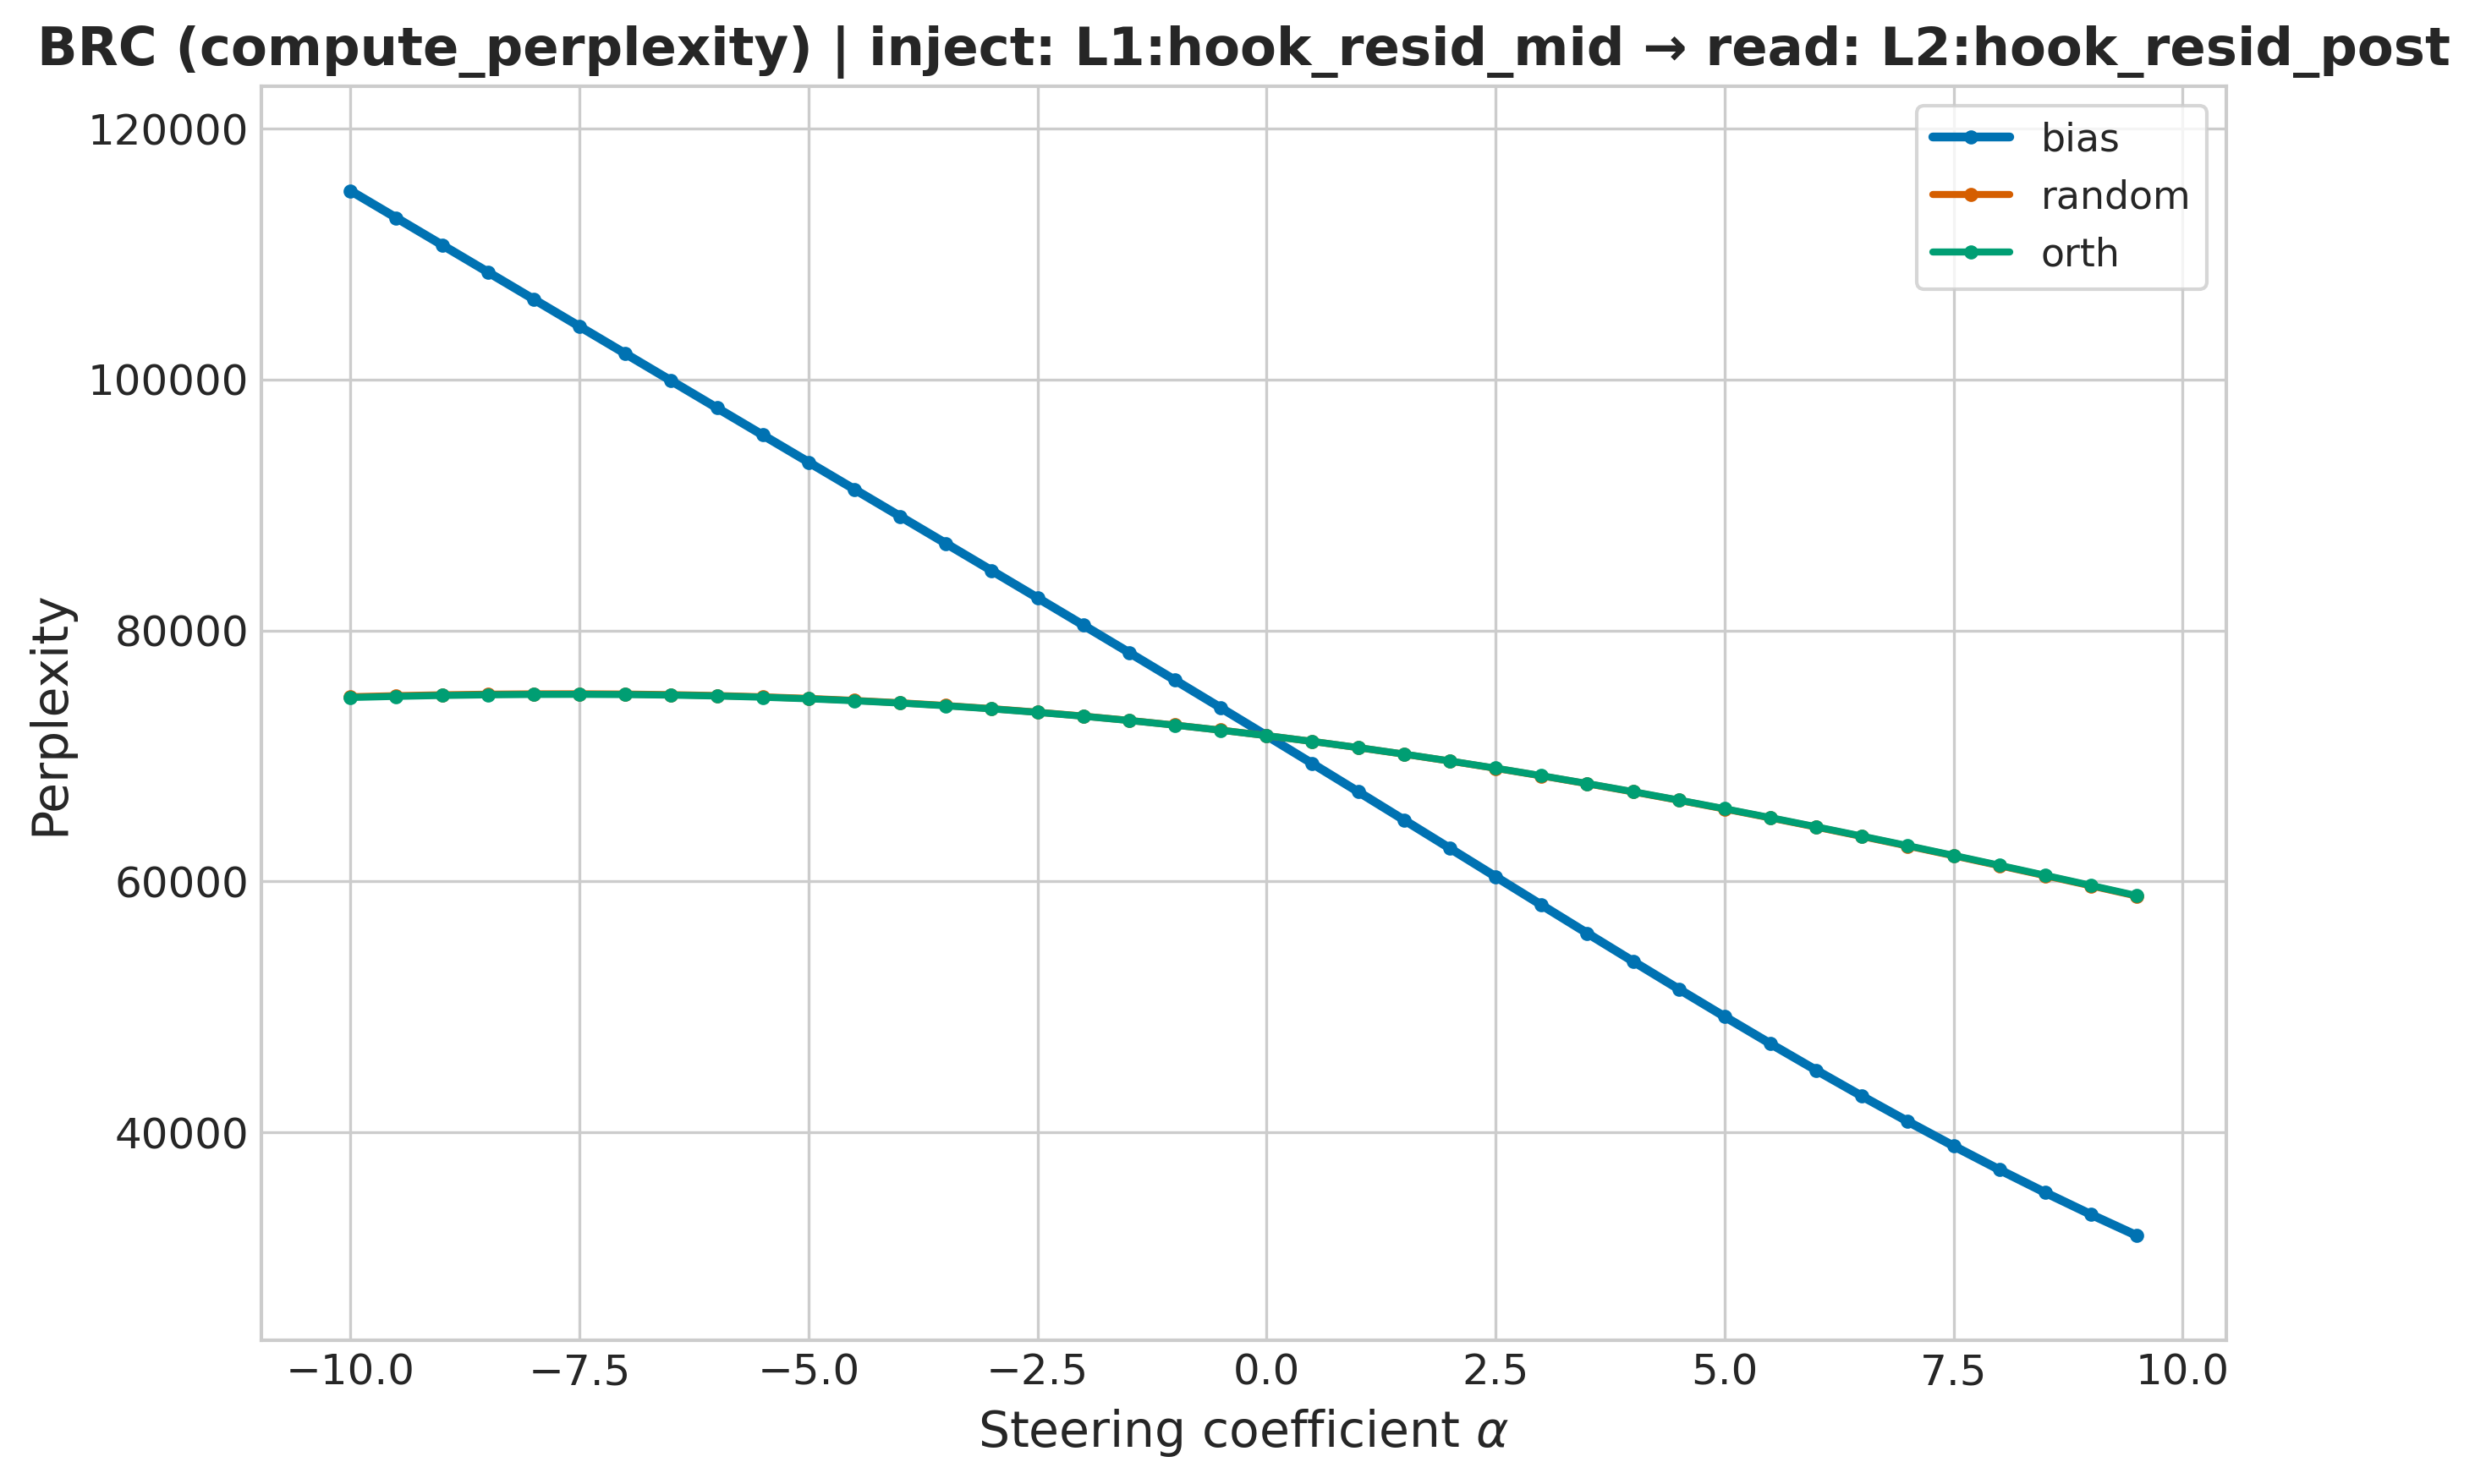 BRC (compute_perplexity) | inject: L1:hook_resid_mid → read: L2:hook_resid_post
120000
100000
80000
60000
40000
Perplexity
bias
random
orth
−10.0 −7.5 −5.0 −2.5 0.0 2.5 5.0 7.5 10.0
Steering coefficient α